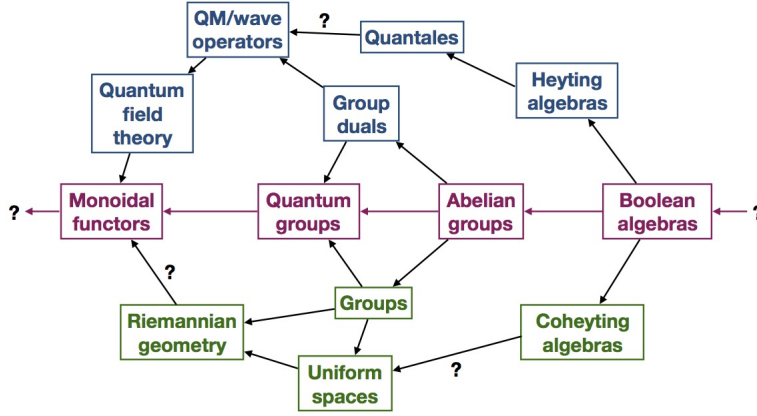 QM/wave
operators
?
Quantales
Quantum
field
theory
Group
duals
Heyting
algebras
?
Monoidal
functors
Quantum
groups
Abelian
groups
Boolean
algebras
?
?
Groups
Riemannian
geometry
Coheyting
algebras
?
Uniform
spaces